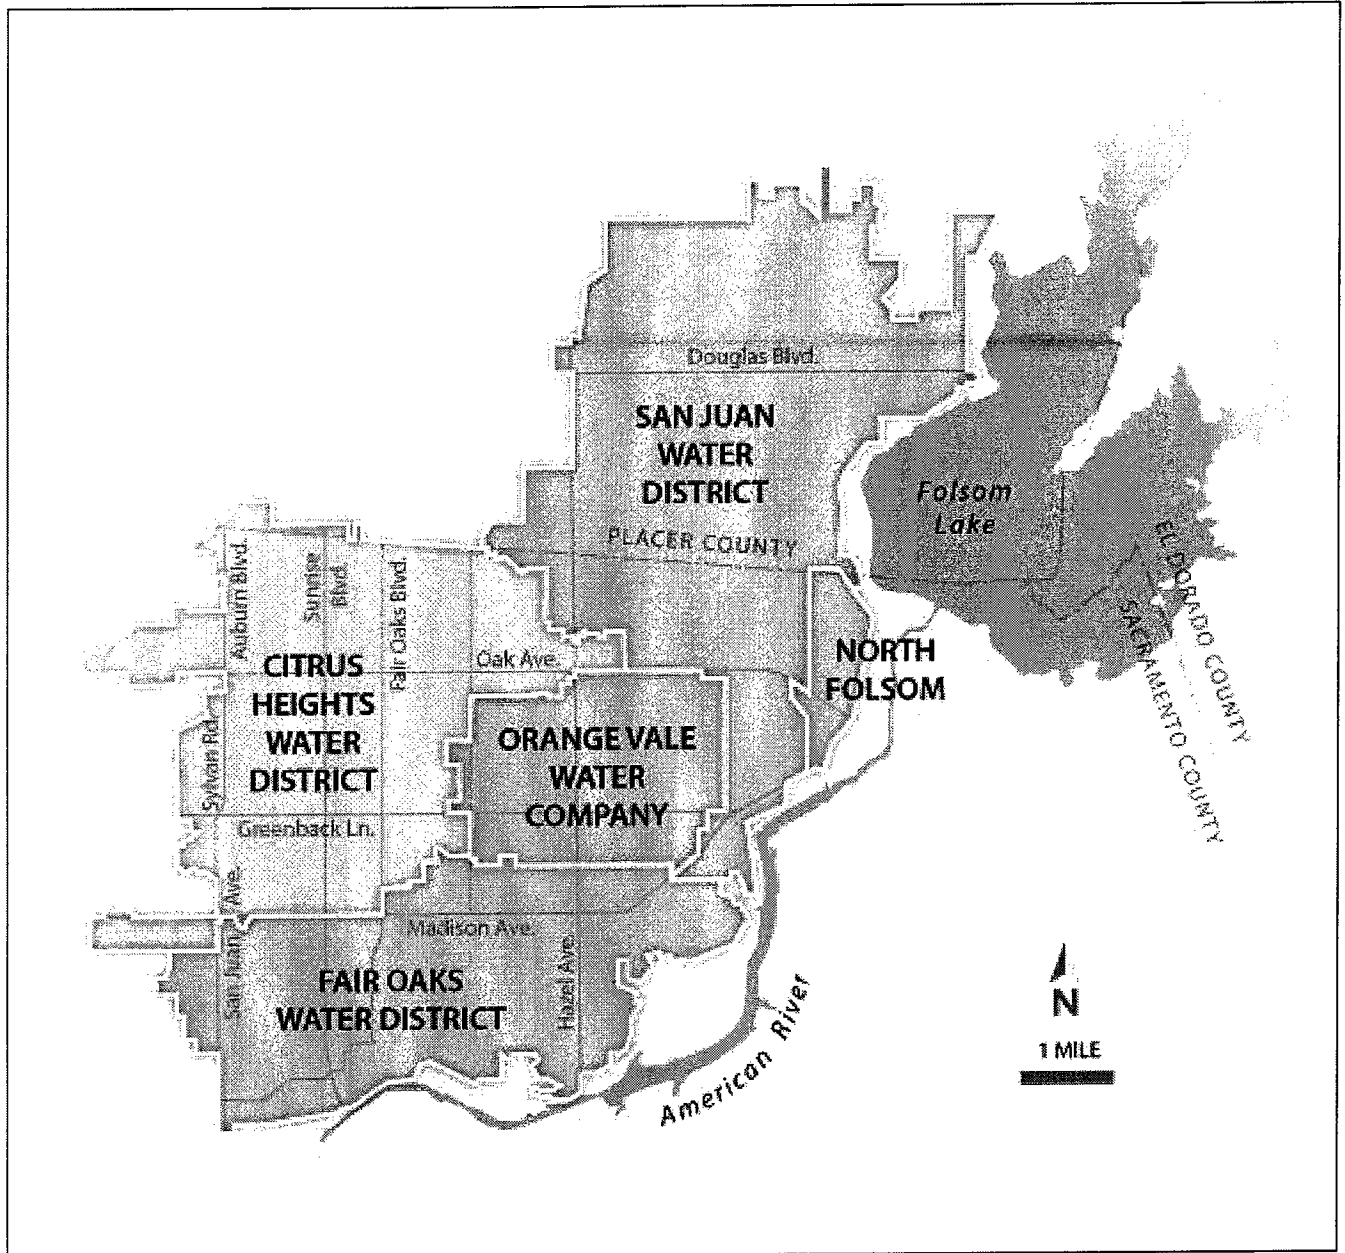 Douglas Blvd.
SAN JUAN
WATER
DISTRICT
Folsom
Lake
PLACER COUNTY
EL DORADO COUNTY
SACRAMENTO COUNTY
Auburn Blvd.
Sunrise
Blvd.
Fair Oaks Blvd.
Oak Ave.
NORTH
FOLSOM
CITRUS
HEIGHTS
WATER
DISTRICT
Sylvan Rd.
ORANGE VALE
WATER
COMPANY
Greenback Ln.
San Juan Ave.
Madison Ave.
Hazel Ave.
FAIR OAKS
WATER DISTRICT
American River
N
1 MILE